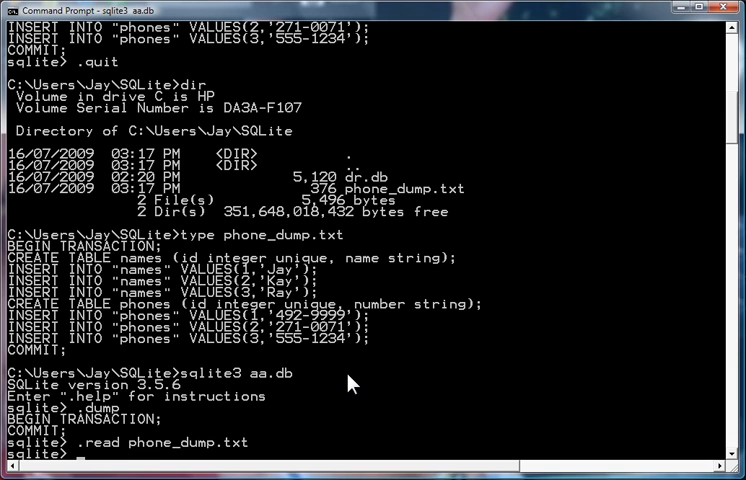 Command Prompt - sqlite3 aa.db
INSERT INTO "phones" VALUES(2,'271-0071');
INSERT INTO "phones" VALUES(3,'555-1234');
COMMIT;
sqlite> .quit
C:\Users\Jay\SQLite>dir
Volume in drive C is HP
Volume Serial Number is DA3A-F107
Directory of C:\Users\Jay\SQLite
16/07/2009 03:17 PM <DIR> .
16/07/2009 03:17 PM <DIR> ..
16/07/2009 02:20 PM 5,120 dr.db
16/07/2009 03:17 PM 376 phone_dump.txt
2 File(s) 5,496 bytes
2 Dir(s) 351,648,018,432 bytes free
C:\Users\Jay\SQLite>type phone_dump.txt
BEGIN TRANSACTION;
CREATE TABLE names (id integer unique, name string);
INSERT INTO "names" VALUES(1,'Jay');
INSERT INTO "names" VALUES(2,'Kay');
INSERT INTO "names" VALUES(3,'Ray');
CREATE TABLE phones (id integer unique, number string);
INSERT INTO "phones" VALUES(1,'492-9999');
INSERT INTO "phones" VALUES(2,'271-0071');
INSERT INTO "phones" VALUES(3,'555-1234');
COMMIT;
C:\Users\Jay\SQLite>sqlite3 aa.db
SQLite version 3.5.6
Enter ".help" for instructions
sqlite> .dump
BEGIN TRANSACTION;
COMMIT;
sqlite> .read phone_dump.txt
sqlite> _